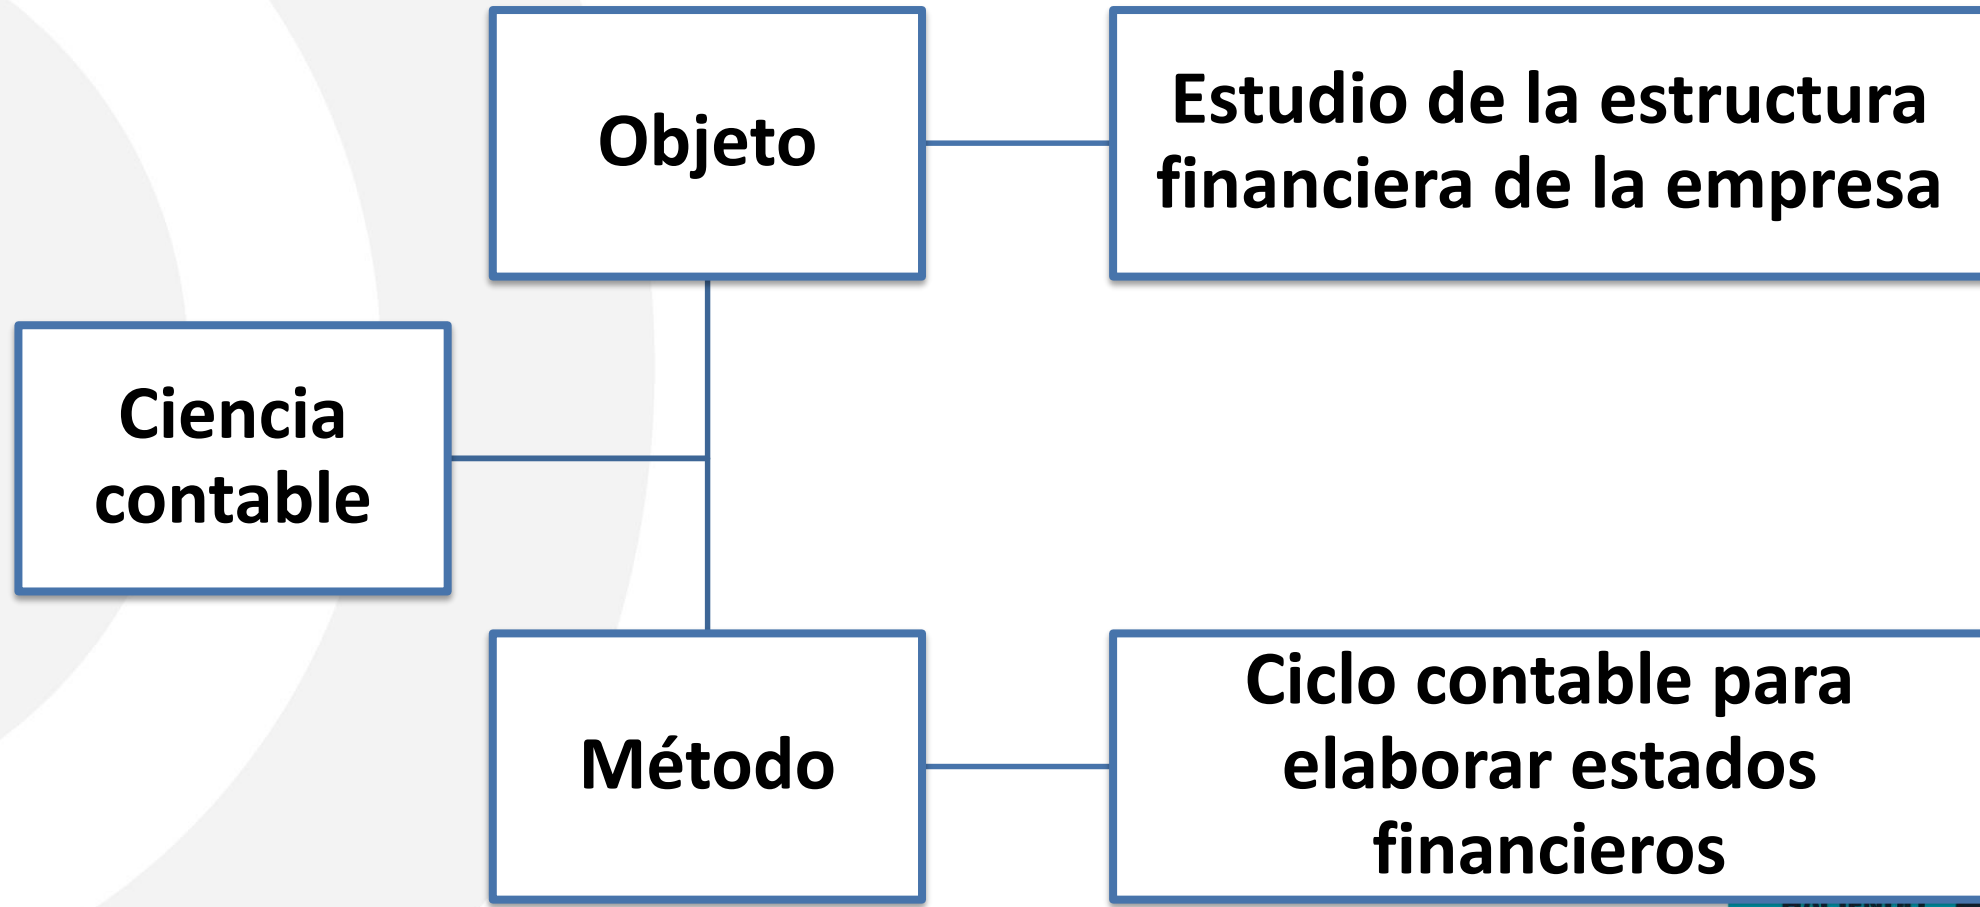 Objeto
Estudio de la estructura
financiera de la empresa
Ciencia
contable
Método
Ciclo contable para
elaborar estados
financieros